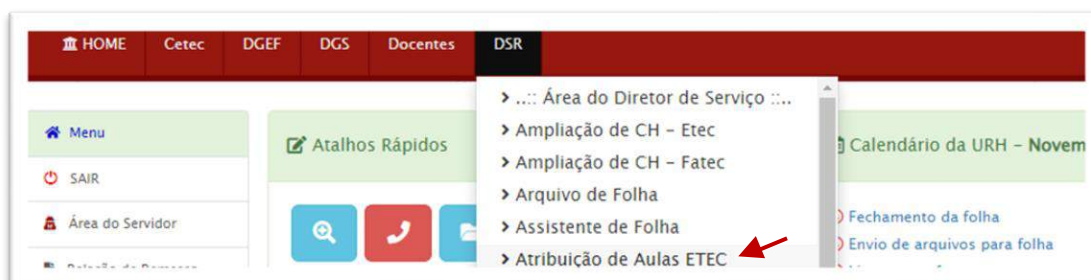 HOME Cetec DGEF DGS Docentes DSR
> ..:: Área do Diretor de Serviço ::..
> Ampliação de CH – Etec
> Ampliação de CH – Fatec
> Arquivo de Folha
> Assistente de Folha
> Atribuição de Aulas ETEC
Menu
SAIR
Área do Servidor
Atalhos Rápidos
Calendário da URH – Novem
Fechamento da folha
Envio de arquivos para folha